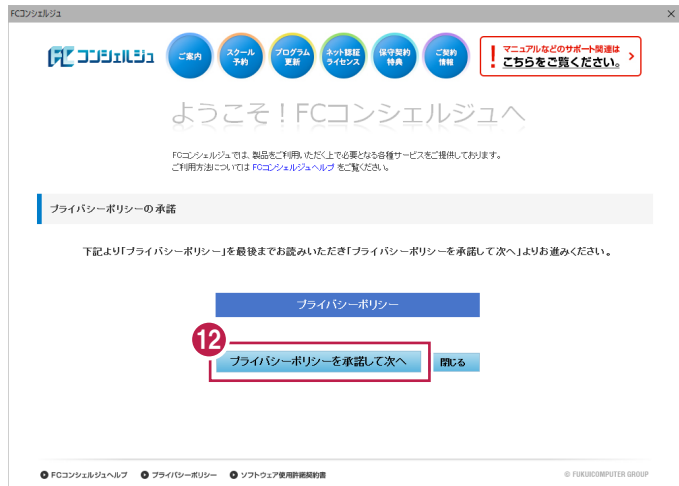 FCコンシェルジュ
FC コンシェルジュ
ご案内
スクール
予約
プログラム
更新
ネット認証
ライセンス
保守契約
特典
ご契約
情報
! マニュアルなどのサポート関連は
こちらをご覧ください。
ようこそ！FCコンシェルジュへ
FCコンシェルジュでは、製品をご利用いただく上で必要となる各種サービスをご提供しております。
ご利用方法については FCコンシェルジュヘルプ をご覧ください。
プライバシーポリシーの承諾
下記より「プライバシーポリシー」を最後までお読みいただき「プライバシーポリシーを承諾して次へ」よりお進みください。
プライバシーポリシー
12
プライバシーポリシーを承諾して次へ
閉じる
FCコンシェルジュヘルプ プライバシーポリシー ソフトウェア使用許諾契約書
© FUKUICOMPUTER GROUP